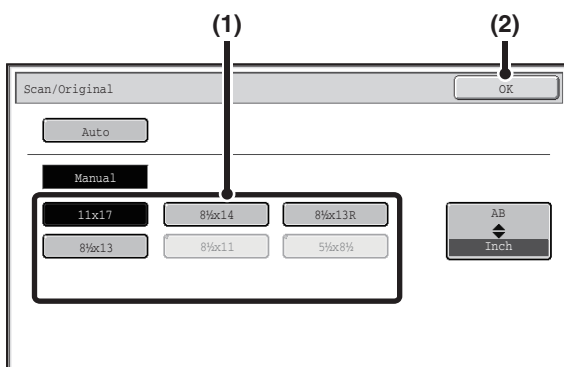 (1) (2)
Scan/Original OK
Auto
Manual
11x17 8½x14 8½x13R AB
8½x13 8½x11 5½x8½ Inch